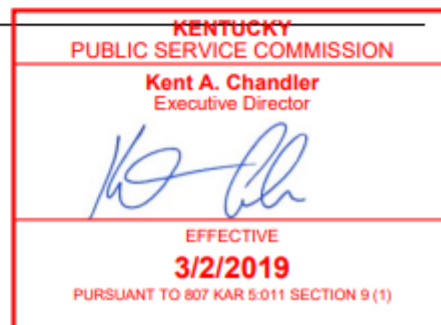 KENTUCKY
PUBLIC SERVICE COMMISSION
Kent A. Chandler
Executive Director
EFFECTIVE
3/2/2019
PURSUANT TO 807 KAR 5:011 SECTION 9 (1)